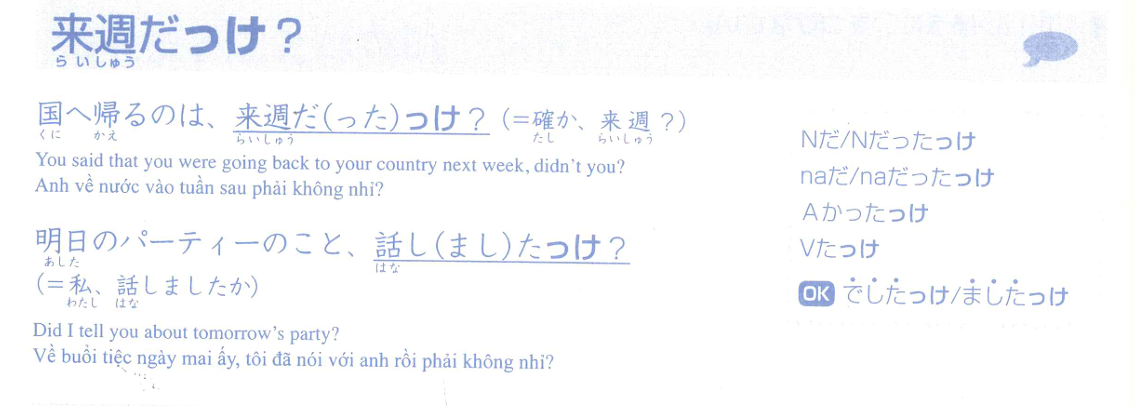 来週だっけ？
らいしゅう
国へ帰るのは、来週だ(った)っけ？ (＝確か、来週？)
くに かえ らいしゅう たし らいしゅう
You said that you were going back to your country next week, didn't you?
Anh về nước vào tuần sau phải không nhỉ?
明日のパーティーのこと、話し(まし)たっけ？
あした はな
(＝私、話しましたか)
わたし はな
Did I tell you about tomorrow's party?
Về buổi tiệc ngày mai ấy, tôi đã nói với anh rồi phải không nhỉ?
Nだ/Nだったっけ
naだ/naだったっけ
Aかったっけ
Vたっけ
OK でしたっけ/ましたっけ